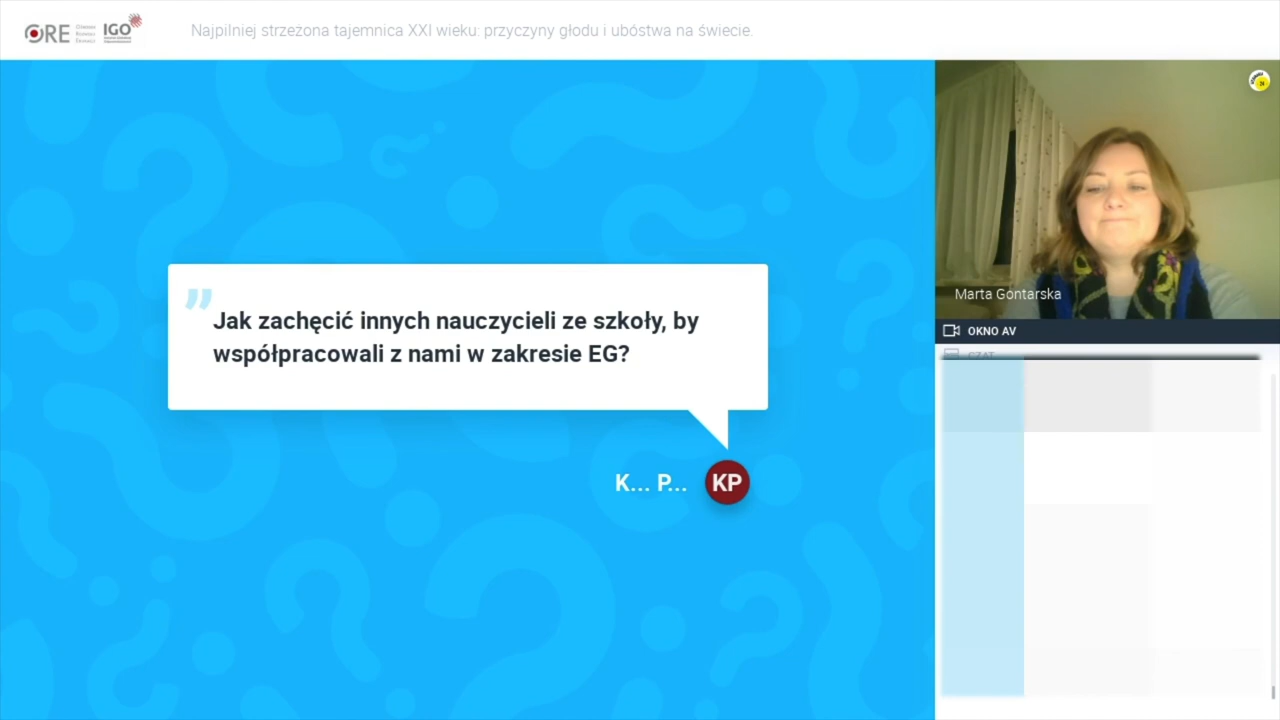 ORE
IGO
Najpilniej strzeżona tajemnica XXI wieku: przyczyny głodu i ubóstwa na świecie.
Marta Gontarska
OKNO AV
CZAT
Jak zachęcić innych nauczycieli ze szkoły, by
współpracowali z nami w zakresie EG?
K... P...
KP